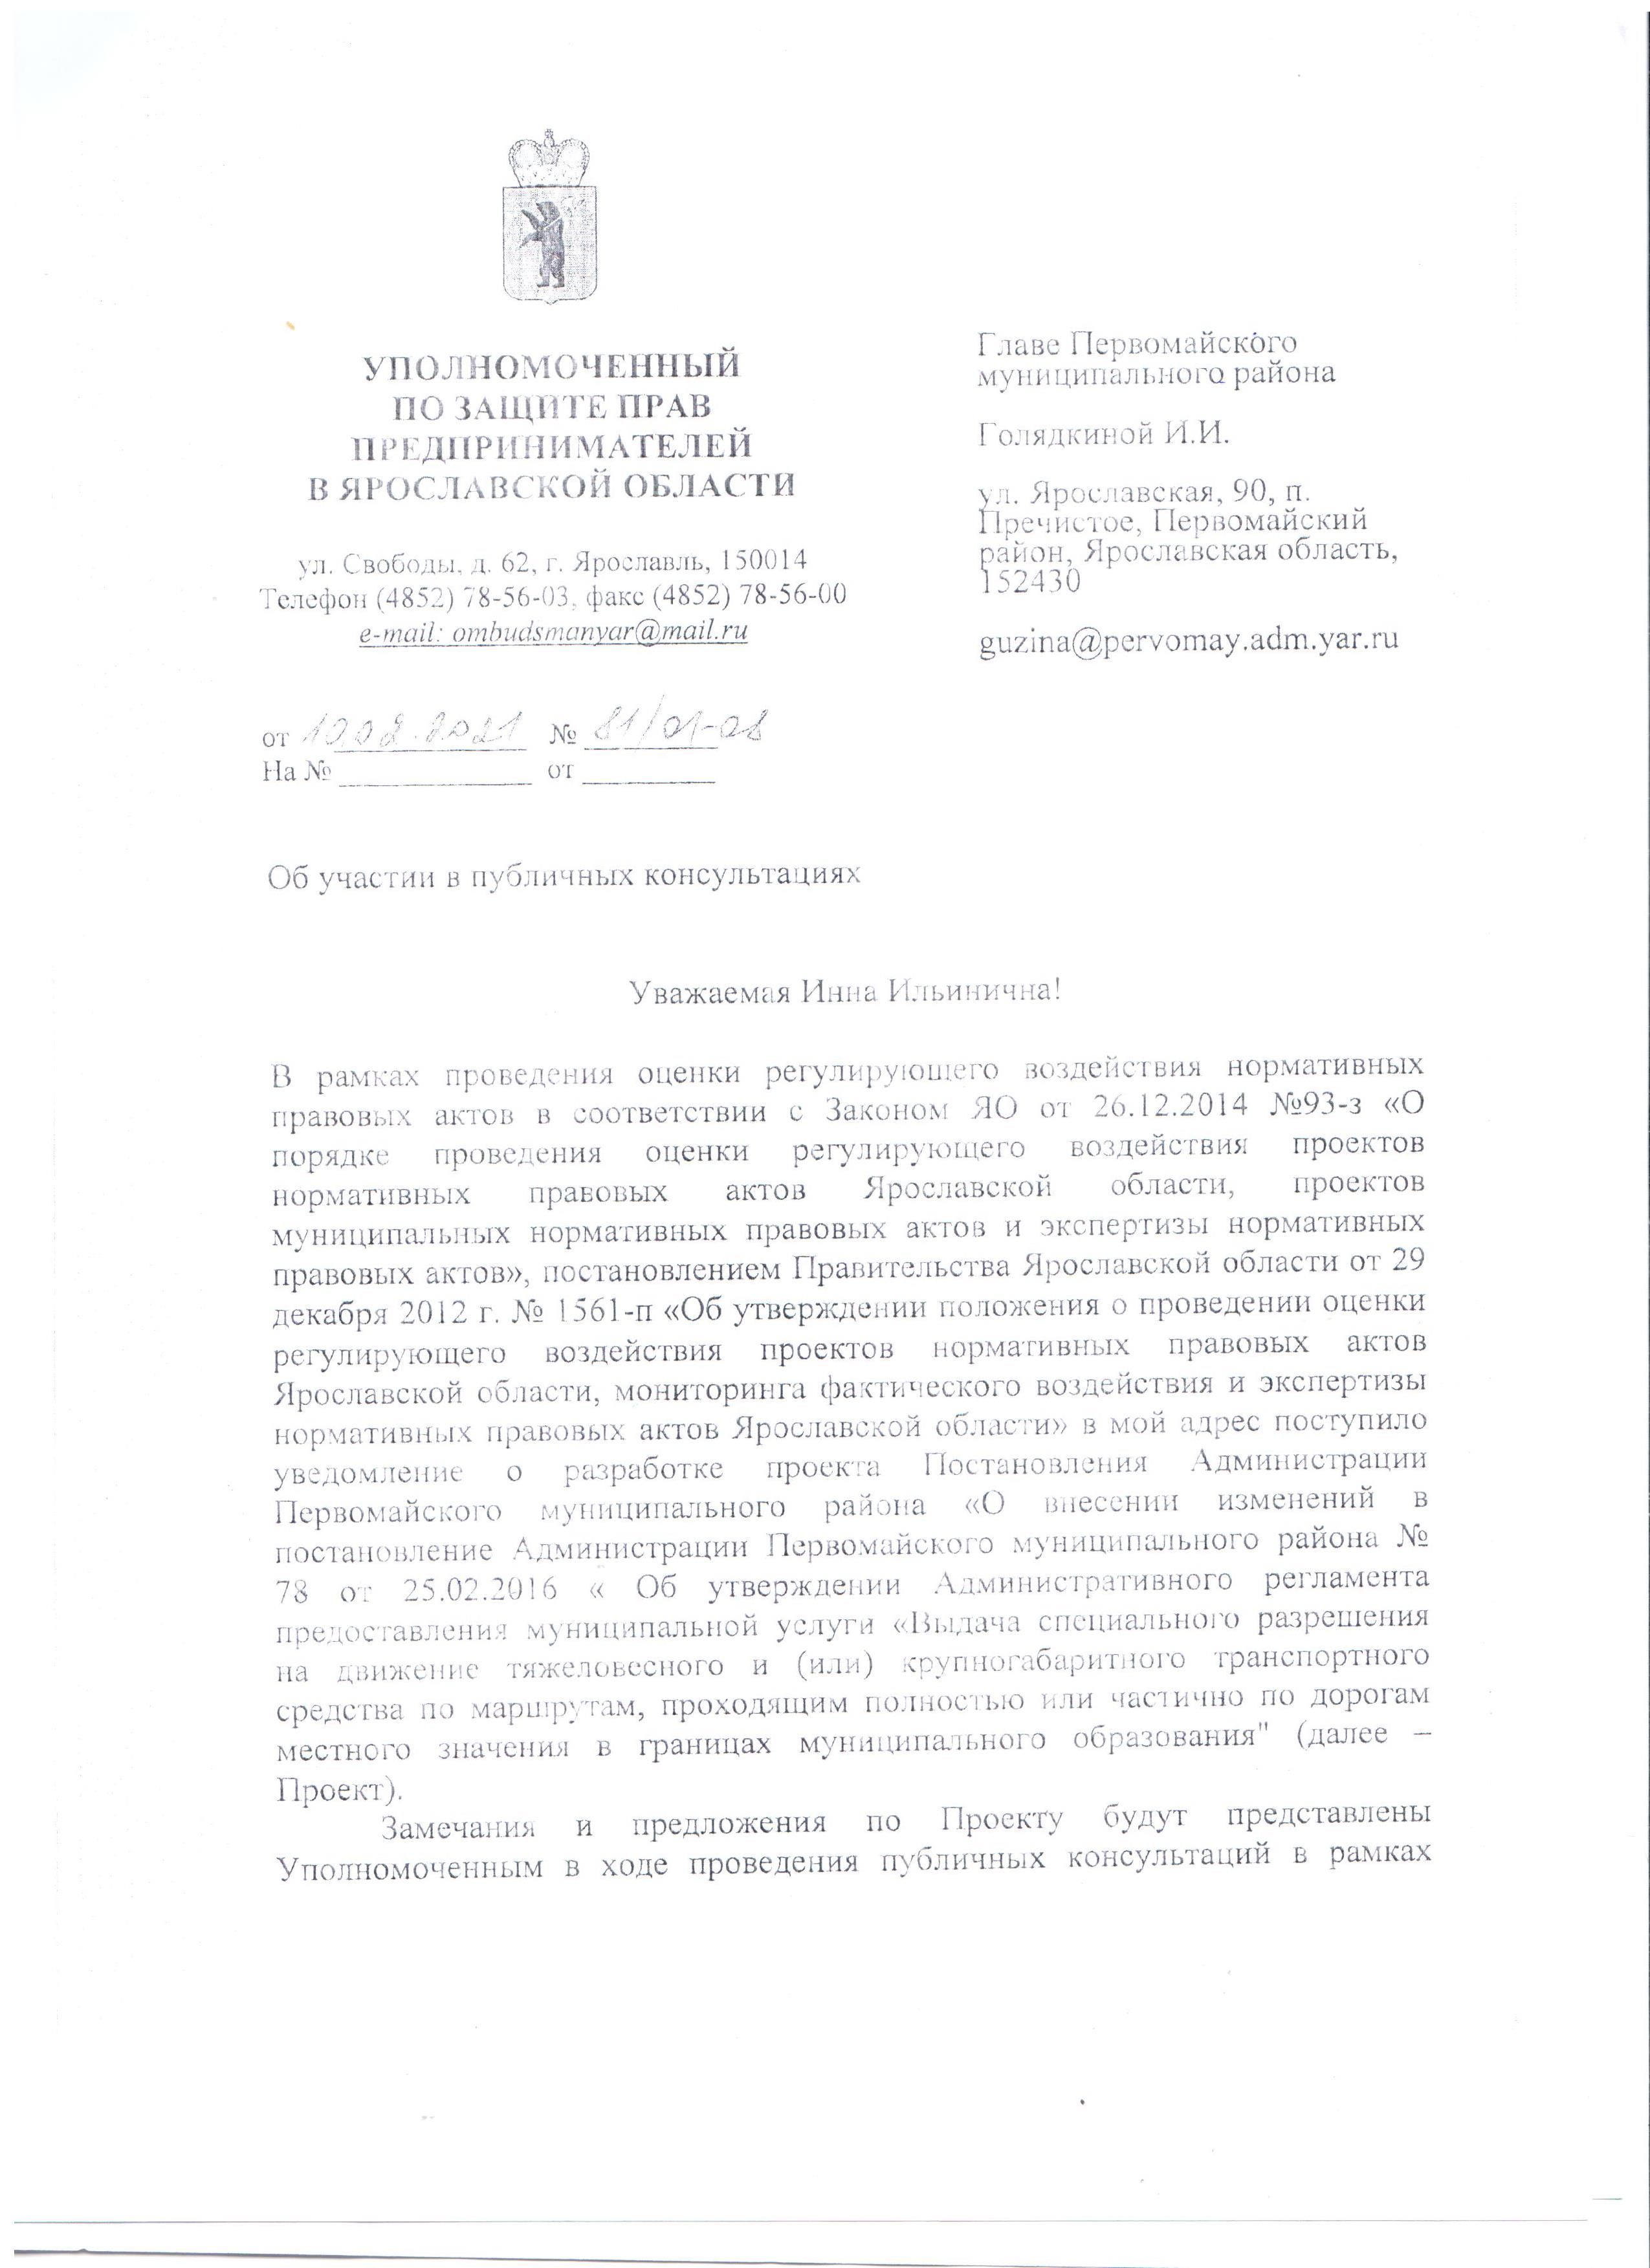 УПОЛНОМОЧЕННЫЙ
ПО ЗАЩИТЕ ПРАВ
ПРЕДПРИНИМАТЕЛЕЙ
В ЯРОСЛАВСКОЙ ОБЛАСТИ
ул. Свободы, д. 62, г. Ярославль, 150014
Телефон (4852) 78-56-03, факс (4852) 78-56-00
e-mail: ombudsmanyar@mail.ru
от 10 02.2021 № 81/01-08
На № от
Главе Первомайского
муниципального района
Голядкиной И.И.
ул. Ярославская, 90, п.
Пречистое, Первомайский
район, Ярославская область,
152430
guzina@pervomay.adm.yar.ru
Об участии в публичных консультациях
Уважаемая Инна Ильинична!
В рамках проведения оценки регулирующего воздействия нормативных
правовых актов в соответствии с Законом ЯО от 26.12.2014 №93-з «О
порядке проведения оценки регулирующего воздействия проектов
нормативных правовых актов Ярославской области, проектов
муниципальных нормативных правовых актов и экспертизы нормативных
правовых актов», постановлением Правительства Ярославской области от 29
декабря 2012 г. № 1561-п «Об утверждении положения о проведении оценки
регулирующего воздействия проектов нормативных правовых актов
Ярославской области, мониторинга фактического воздействия и экспертизы
нормативных правовых актов Ярославской области» в мой адрес поступило
уведомление о разработке проекта Постановления Администрации
Первомайского муниципального района «О внесении изменений в
постановление Администрации Первомайского муниципального района №
78 от 25.02.2016 « Об утверждении Административного регламента
предоставления муниципальной услуги «Выдача специального разрешения
на движение тяжеловесного и (или) крупногабаритного транспортного
средства по маршрутам, проходящим полностью или частично по дорогам
местного значения в границах муниципального образования" (далее –
Проект).
Замечания и предложения по Проекту будут представлены
Уполномоченным в ходе проведения публичных консультаций в рамках